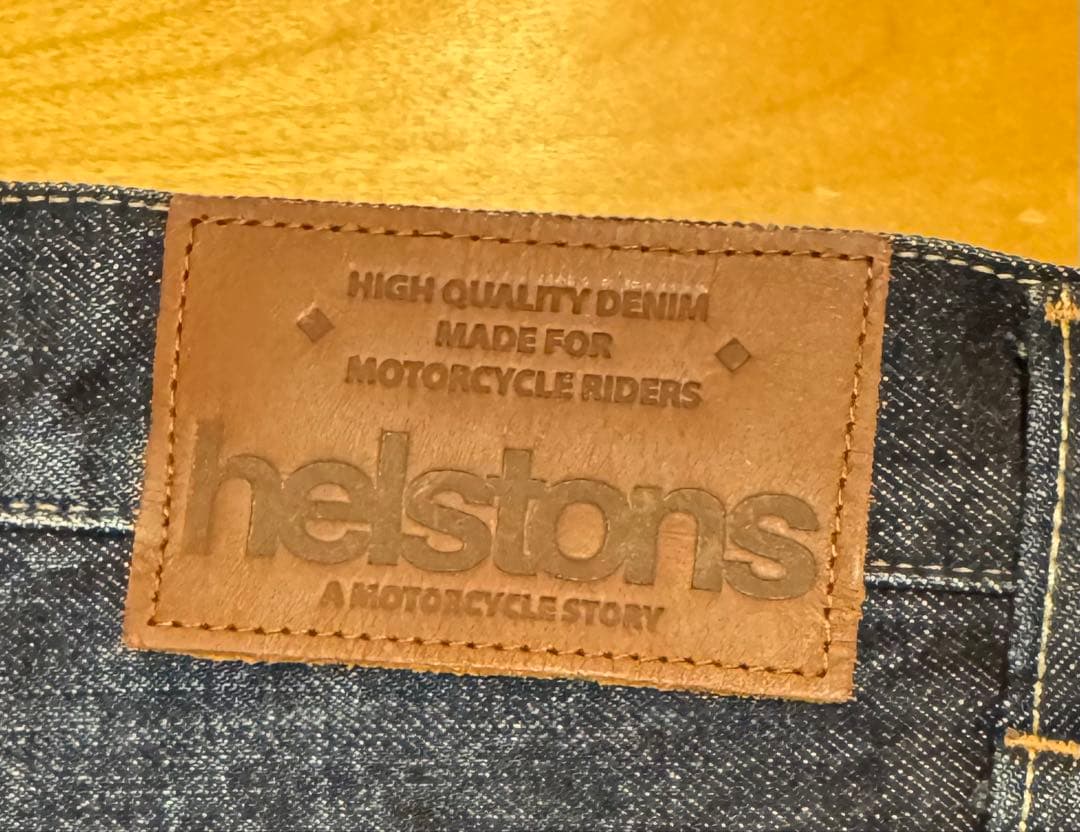 HIGH QUALITY DENIM
MADE FOR
MOTORCYCLE RIDERS
helstons
A MOTORCYCLE STORY